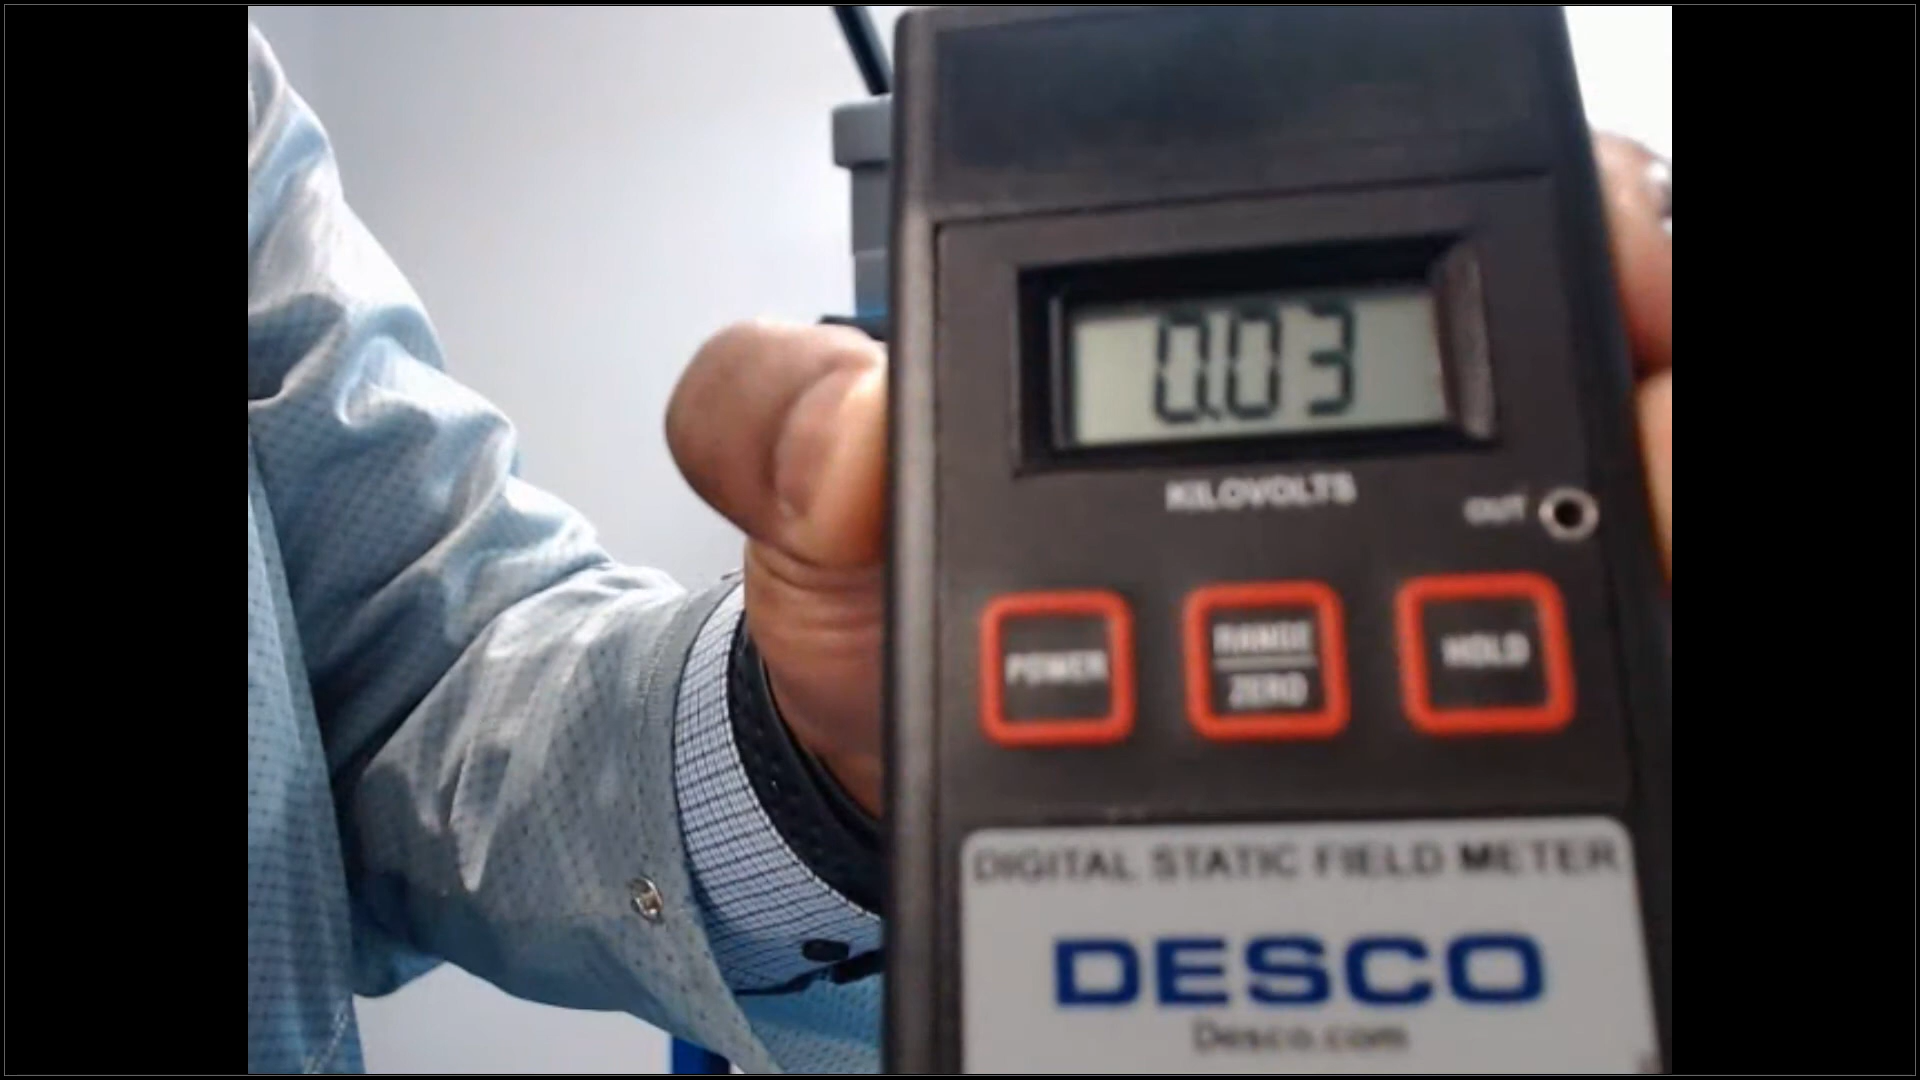 0.03
KILOVOLTS
OUT
POWER
RANGE
ZERO
HOLD
DIGITAL STATIC FIELD METER
DESCO
Desco.com